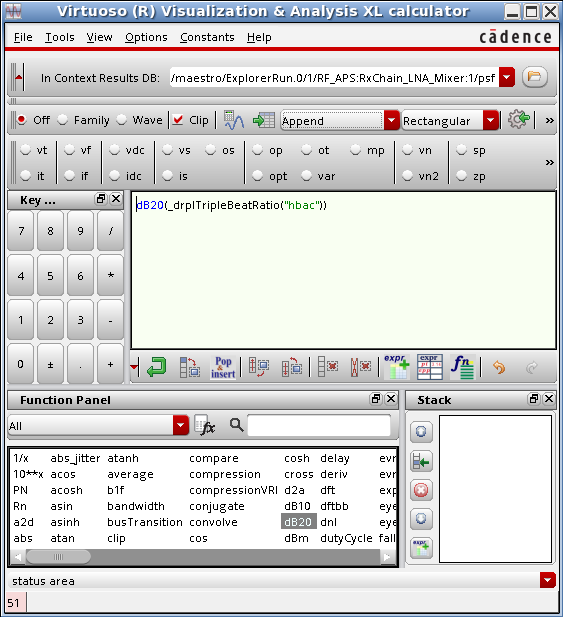 Virtuoso (R) Visualization & Analysis XL calculator
File Tools View Options Constants Help cādence
In Context Results DB: /maestro/ExplorerRun.0/1/RF_APS:RxChain_LNA_Mixer:1/psf
Off Family Wave Clip Append Rectangular »
vt vf vdc vs os op ot mp vn sp
it if idc is opt var vn2 zp »
Key ...
7 8 9 /
4 5 6 *
1 2 3 -
0 ± . +
dB20(_drplTripleBeatRatio("hbac"))
Pop & insert expr expr fn
Function Panel
All fx
1/x abs_jitter atanh compare cosh delay evr
10**x acos average compression cross deriv evr
PN acosh b1f compressionVRI d2a dft exp
Rn asin bandwidth conjugate dB10 dftbb eye
a2d asinh busTransition convolve dB20 dnl eye
abs atan clip cos dBm dutyCycle fall
Stack
expr
status area
51